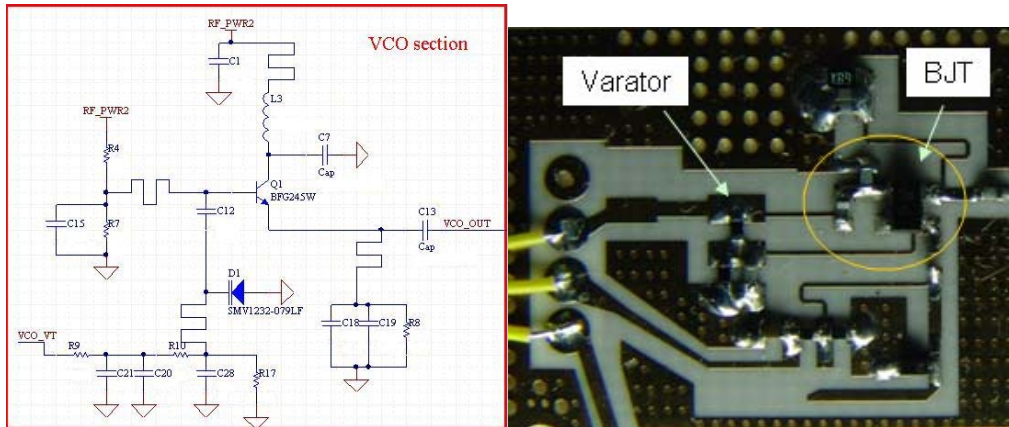 RF_PWR2
VCO section
C1
L3
RF_PWR2
R4
C7
Cap
Q1
BFG245W
C15
R7
C12
C13
VCO_OUT
Cap
D1
SMV1232-079LF
C18
C19
R8
VCO_VT
R9
R10
C21
C20
C28
R17
Varator
BJT